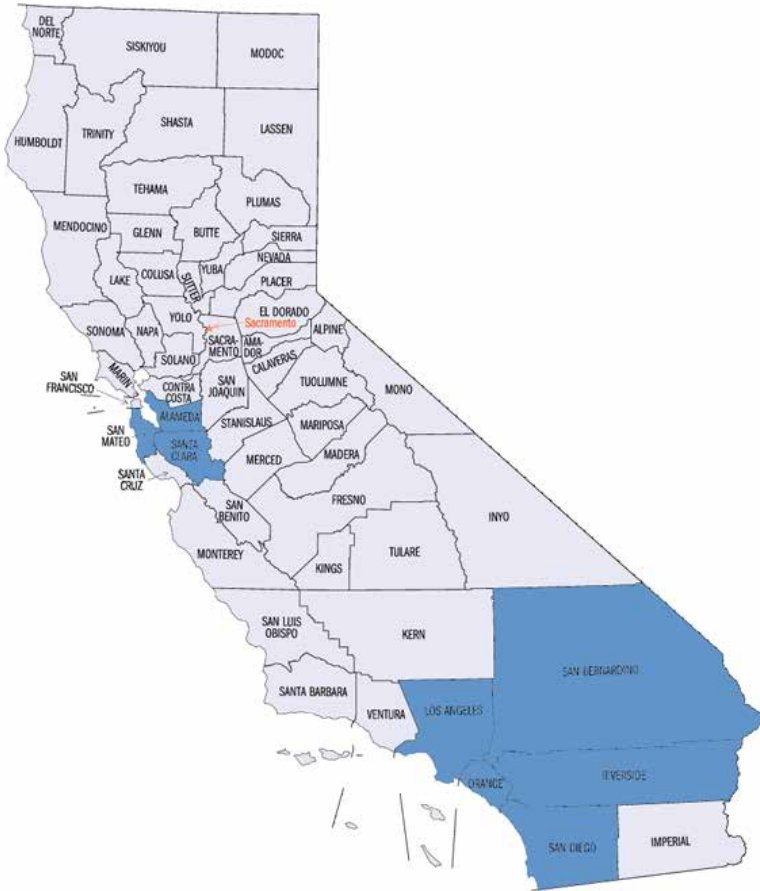 DEL
NORTE
SISKIYOU
MODOC
HUMBOLDT
TRINITY
SHASTA
LASSEN
TEHAMA
PLUMAS
MENDOCINO
GLENN
BUTTE
SIERRA
LAKE
COLUSA
SUTTER
YUBA
NEVADA
PLACER
SONOMA
NAPA
YOLO
EL DORADO
Sacramento
SOLANO
SACRA-
MENTO
AMA-
DOR
ALPINE
MARIN
CALAVERAS
SAN
FRANCISCO
CONTRA
COSTA
SAN
JOAQUIN
TUOLUMNE
MONO
ALAMEDA
STANISLAUS
MARIPOSA
SAN
MATEO
SANTA
CLARA
MERCED
MADERA
SANTA
CRUZ
SAN
BENITO
FRESNO
INYO
MONTEREY
KINGS
TULARE
SAN LUIS
OBISPO
KERN
SAN BERNARDINO
SANTA BARBARA
VENTURA
LOS ANGELES
ORANGE
RIVERSIDE
SAN DIEGO
IMPERIAL